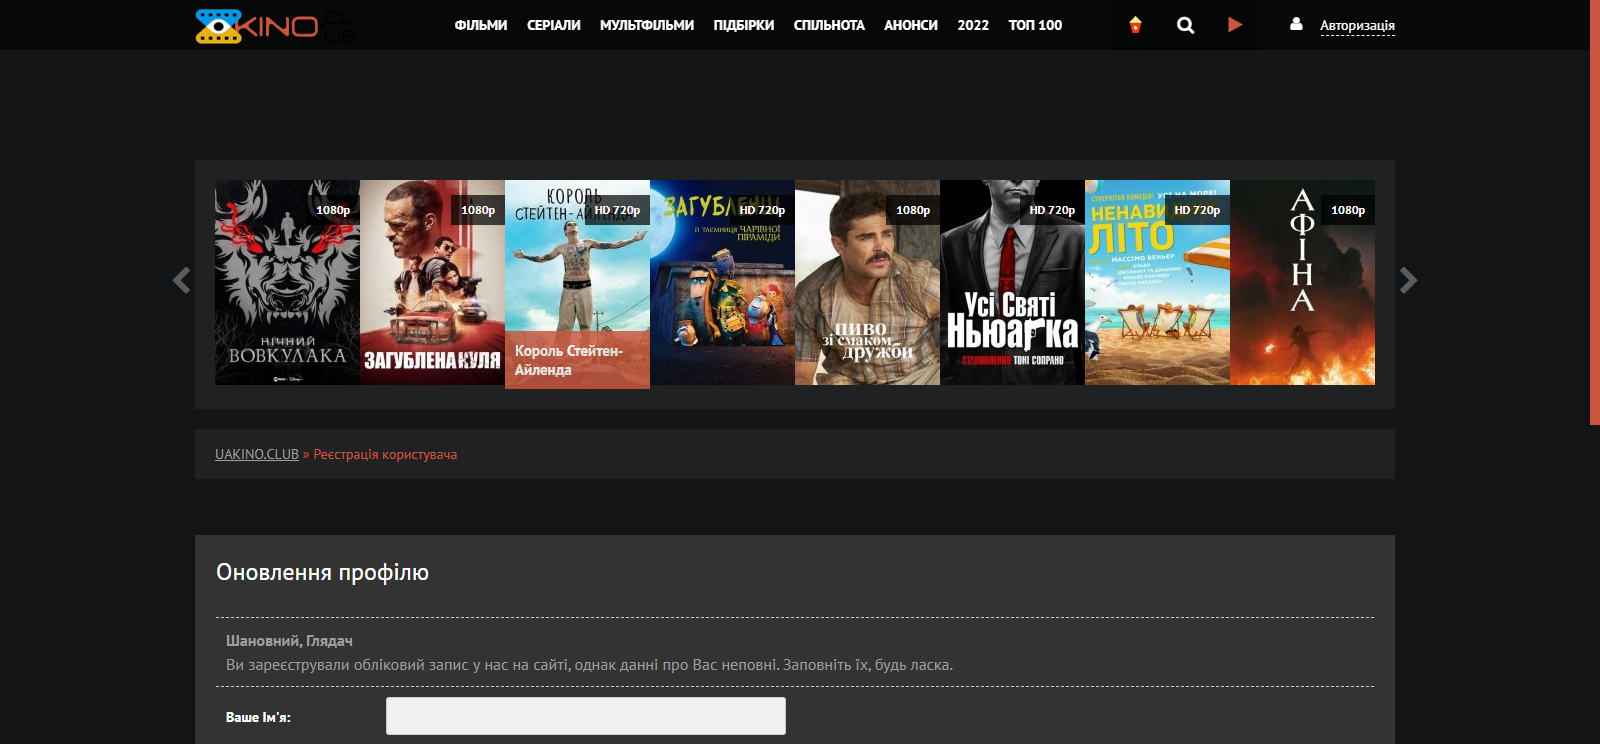 KINO.CLUB
ФІЛЬМИ СЕРІАЛИ МУЛЬТФІЛЬМИ ПІДБІРКИ СПІЛЬНОТА АНОНСИ 2022 ТОП 100
Авторизація
1080p
НІЧНИЙ
ВОВКУЛАКА
1080p
ЗАГУБЛЕНА КУЛЯ
КОРОЛЬ
СТЕЙТЕН-АЙЛЕНДА
HD 720p
Король Стейтен-
Айленда
HD 720p
Й ТАЄМНИЦЯ ЧАРІВНОЇ
ПІРАМІДИ
1080p
ПИВО
ЗІ СМАКОМ
ДРУЖБИ
HD 720p
Усі Святі
Ньюарка
СТАНОВЛЕННЯ ТОНІ СОПРАНО
HD 720p
ЛІТО
МАССІМО ВЕНЬЄР
1080p
АФІНА
UAKINO.CLUB » Реєстрація користувача
Оновлення профілю
Шановний, Глядач
Ви зареєстрували обліковий запис у нас на сайті, однак данні про Вас неповні. Заповніть їх, будь ласка.
Ваше Ім'я: